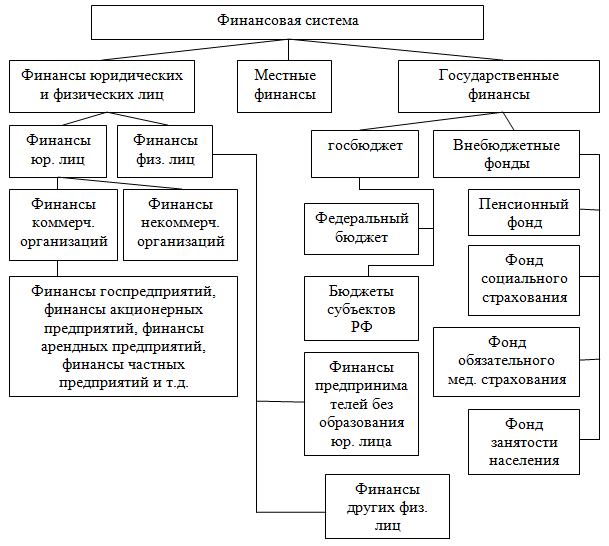 Финансовая система
Финансы юридических
и физических лиц
Местные
финансы
Государственные
финансы
Финансы
юр. лиц
Финансы
физ. лиц
госбюджет
Внебюджетные
фонды
Финансы
коммерч.
организаций
Финансы
некоммерч.
организаций
Федеральный
бюджет
Пенсионный
фонд
Фонд
социального
страхования
Финансы госпредприятий,
финансы акционерных
предприятий, финансы
арендных предприятий,
финансы частных
предприятий и т.д.
Бюджеты
субъектов
РФ
Фонд
обязательного
мед. страхования
Финансы
предпринима
телей без
образования
юр. лица
Фонд
занятости
населения
Финансы
других физ.
лиц